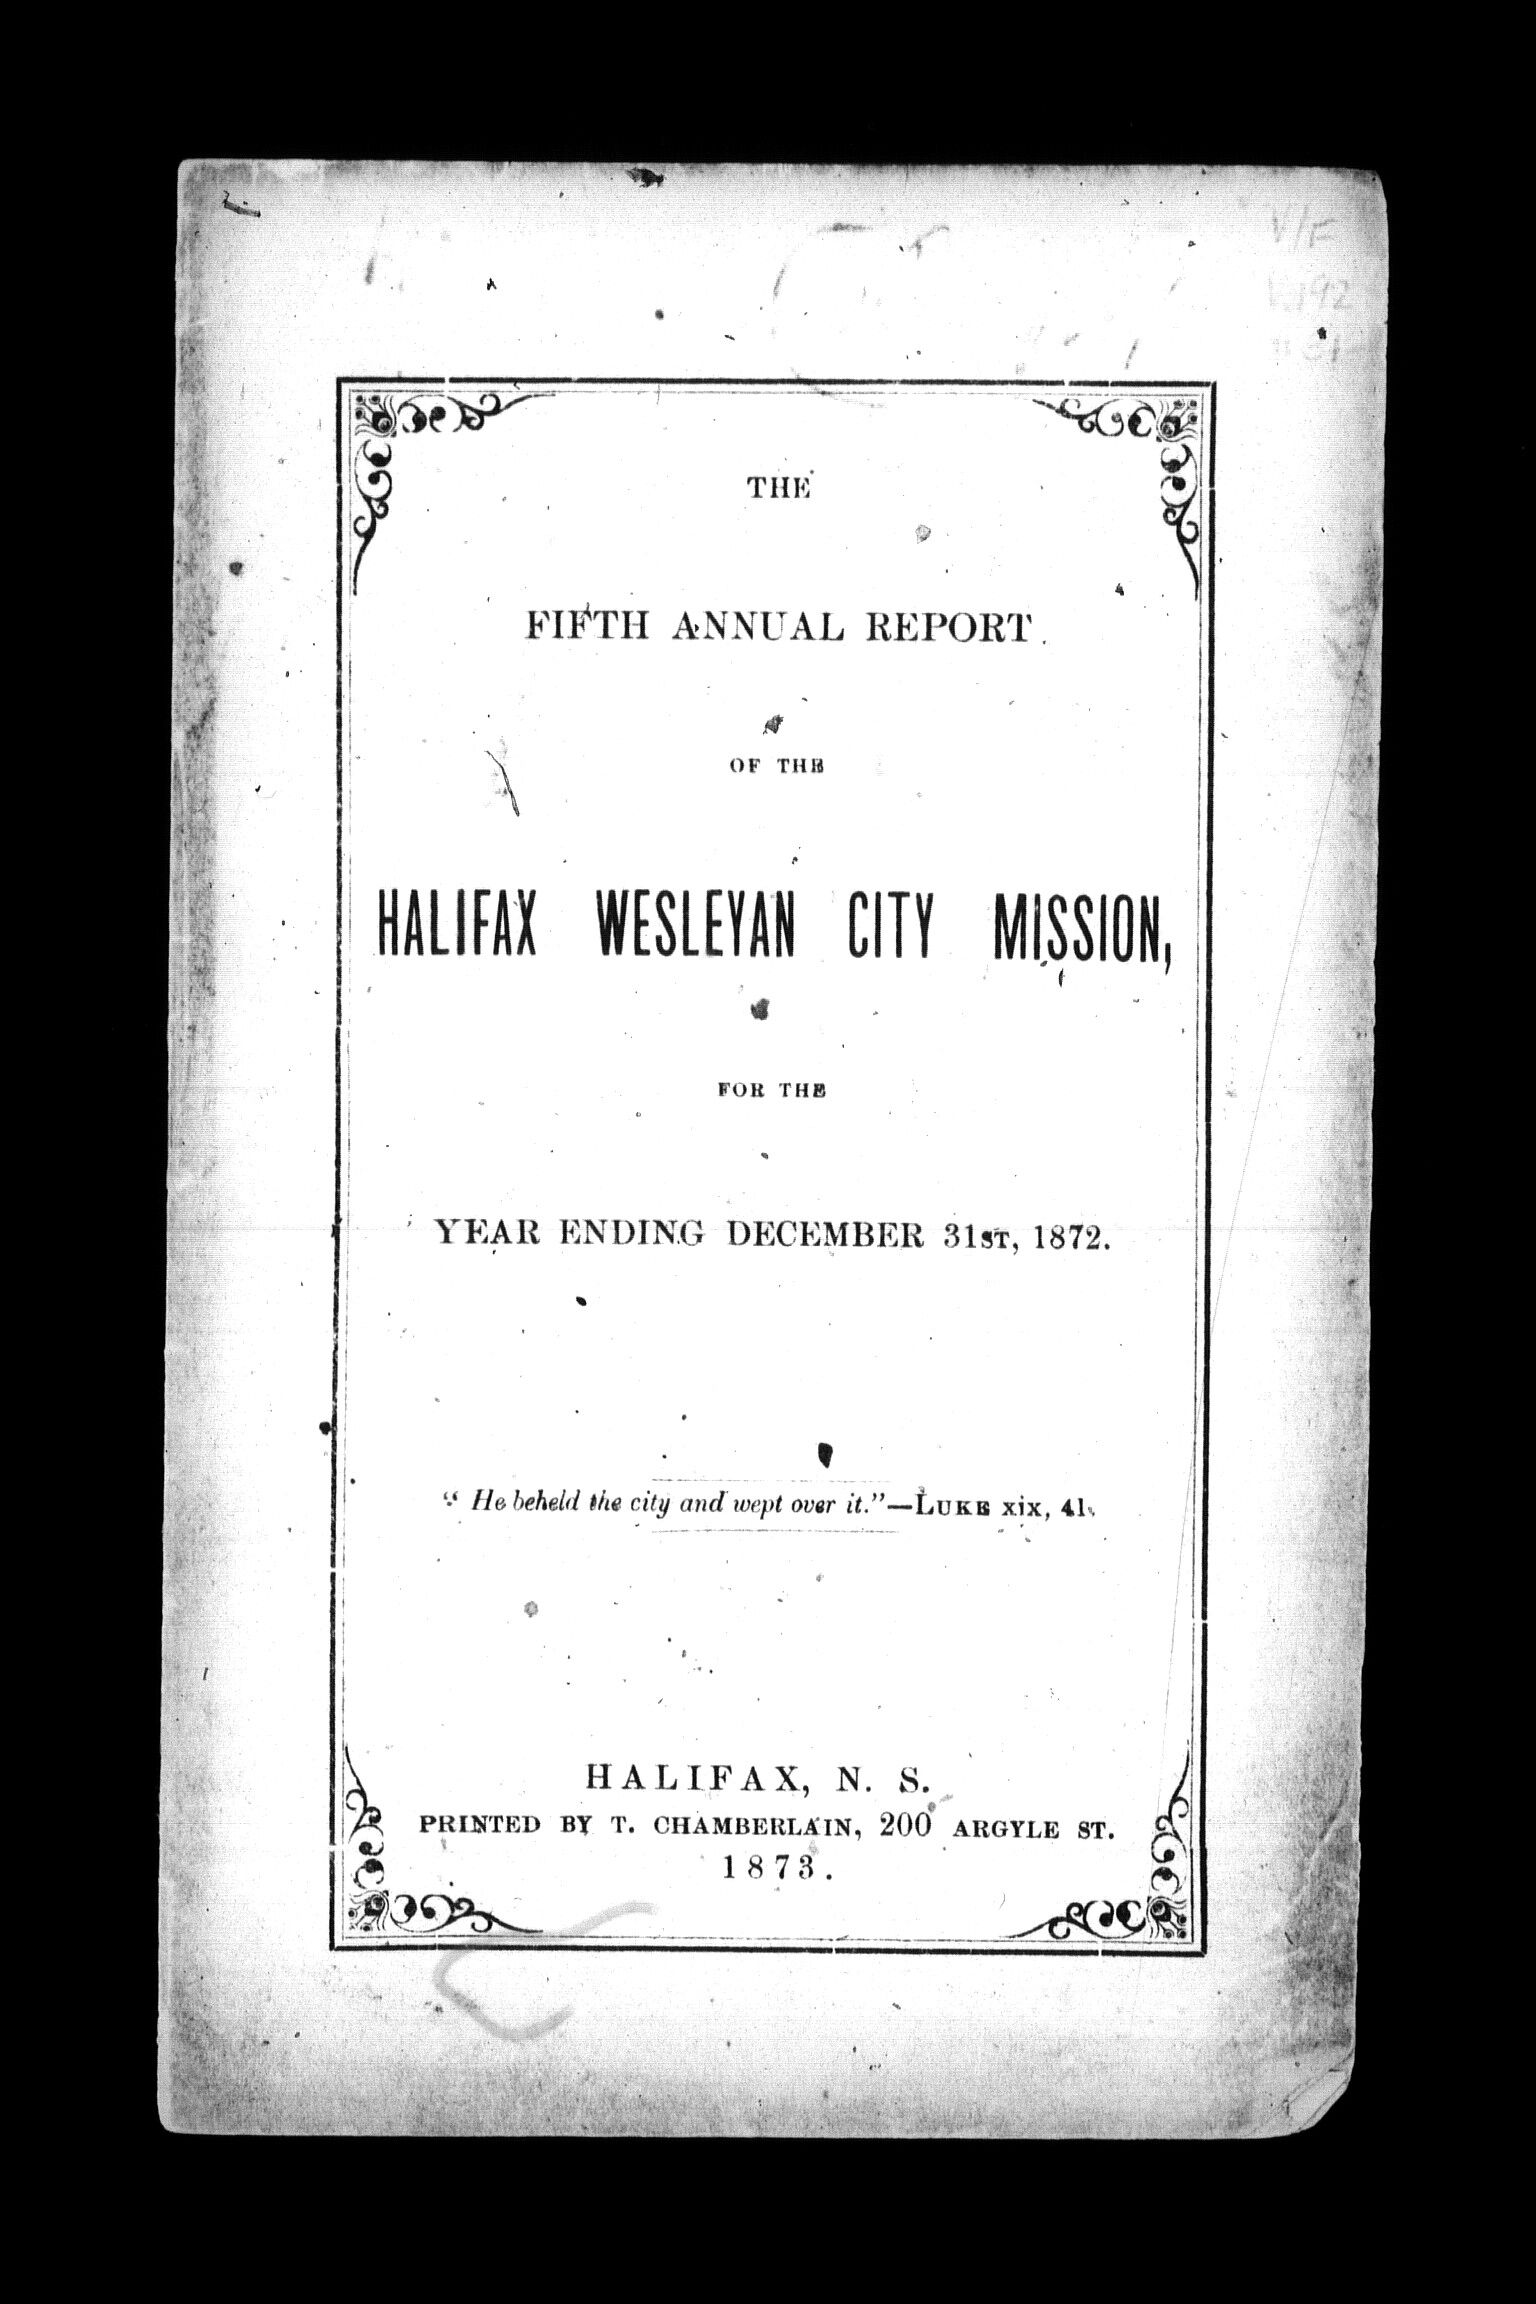 THE
FIFTH ANNUAL REPORT
OF THE
HALIFAX WESLEYAN CITY MISSION,
FOR THE
YEAR ENDING DECEMBER 31ST, 1872.
"He beheld the city and wept over it."—LUKE xix, 41.
HALIFAX, N. S.
PRINTED BY T. CHAMBERLAIN, 200 ARGYLE ST.
1873.